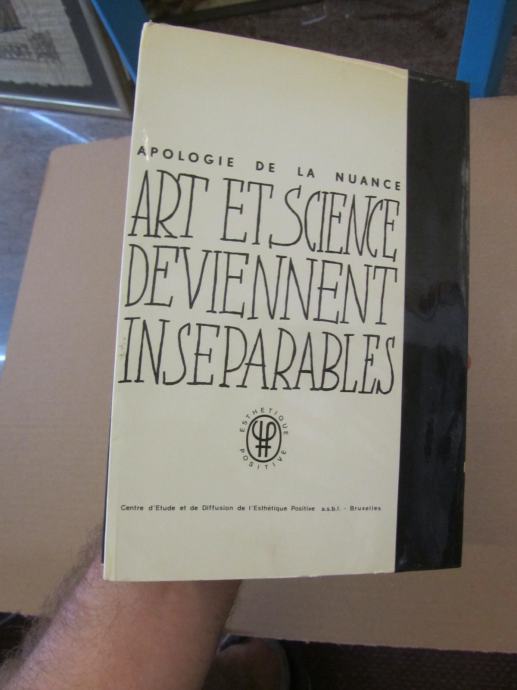 APOLOGIE DE LA NUANCE
ART ET SCIENCE
DEVIENNENT
INSEPARABLES
ESTHETIQUE
POSITIVE
Centre d'Etude et de Diffusion de l'Esthétique Positive a.s.b.l. - Bruxelles